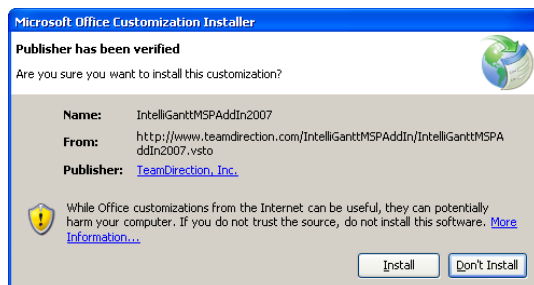 Microsoft Office Customization Installer
Publisher has been verified
Are you sure you want to install this customization?
Name: IntelliGanttMSPAddIn2007
From: http://www.teamdirection.com/IntelliGanttMSPAddIn/IntelliGanttMSPA
ddIn2007.vsto
Publisher: TeamDirection, Inc.
While Office customizations from the Internet can be useful, they can potentially
harm your computer. If you do not trust the source, do not install this software. More
Information...
Install Don't Install